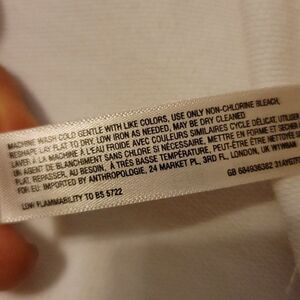 MACHINE WASH COLD GENTLE WITH LIKE COLORS, USE ONLY NON-CHLORINE BLEACH,
RESHAPE LAY FLAT TO DRY, LOW IRON AS NEEDED, MAY BE DRY CLEANED
LAVER À LA MACHINE À L'EAU FROIDE AVEC COULEURS SIMILAIRES CYCLE DÉLICAT, UTILISER
UN AGENT DE BLANCHIMENT SANS CHLORE SI NÉCESSAIRE, METTRE EN FORME ET SÉCHER
PLAT, REPASSER, AU BESOIN, À TRÈS BASSE TEMPÉRATURE, PEUT-ÊTRE ÊTRE NETTOYÉ
FOR EU: IMPORTED BY ANTHROPOLOGIE, 24 MARKET PL, 3RD FL, LONDON, UK
GB 684936382
LOW FLAMMABILITY TO BS 5722